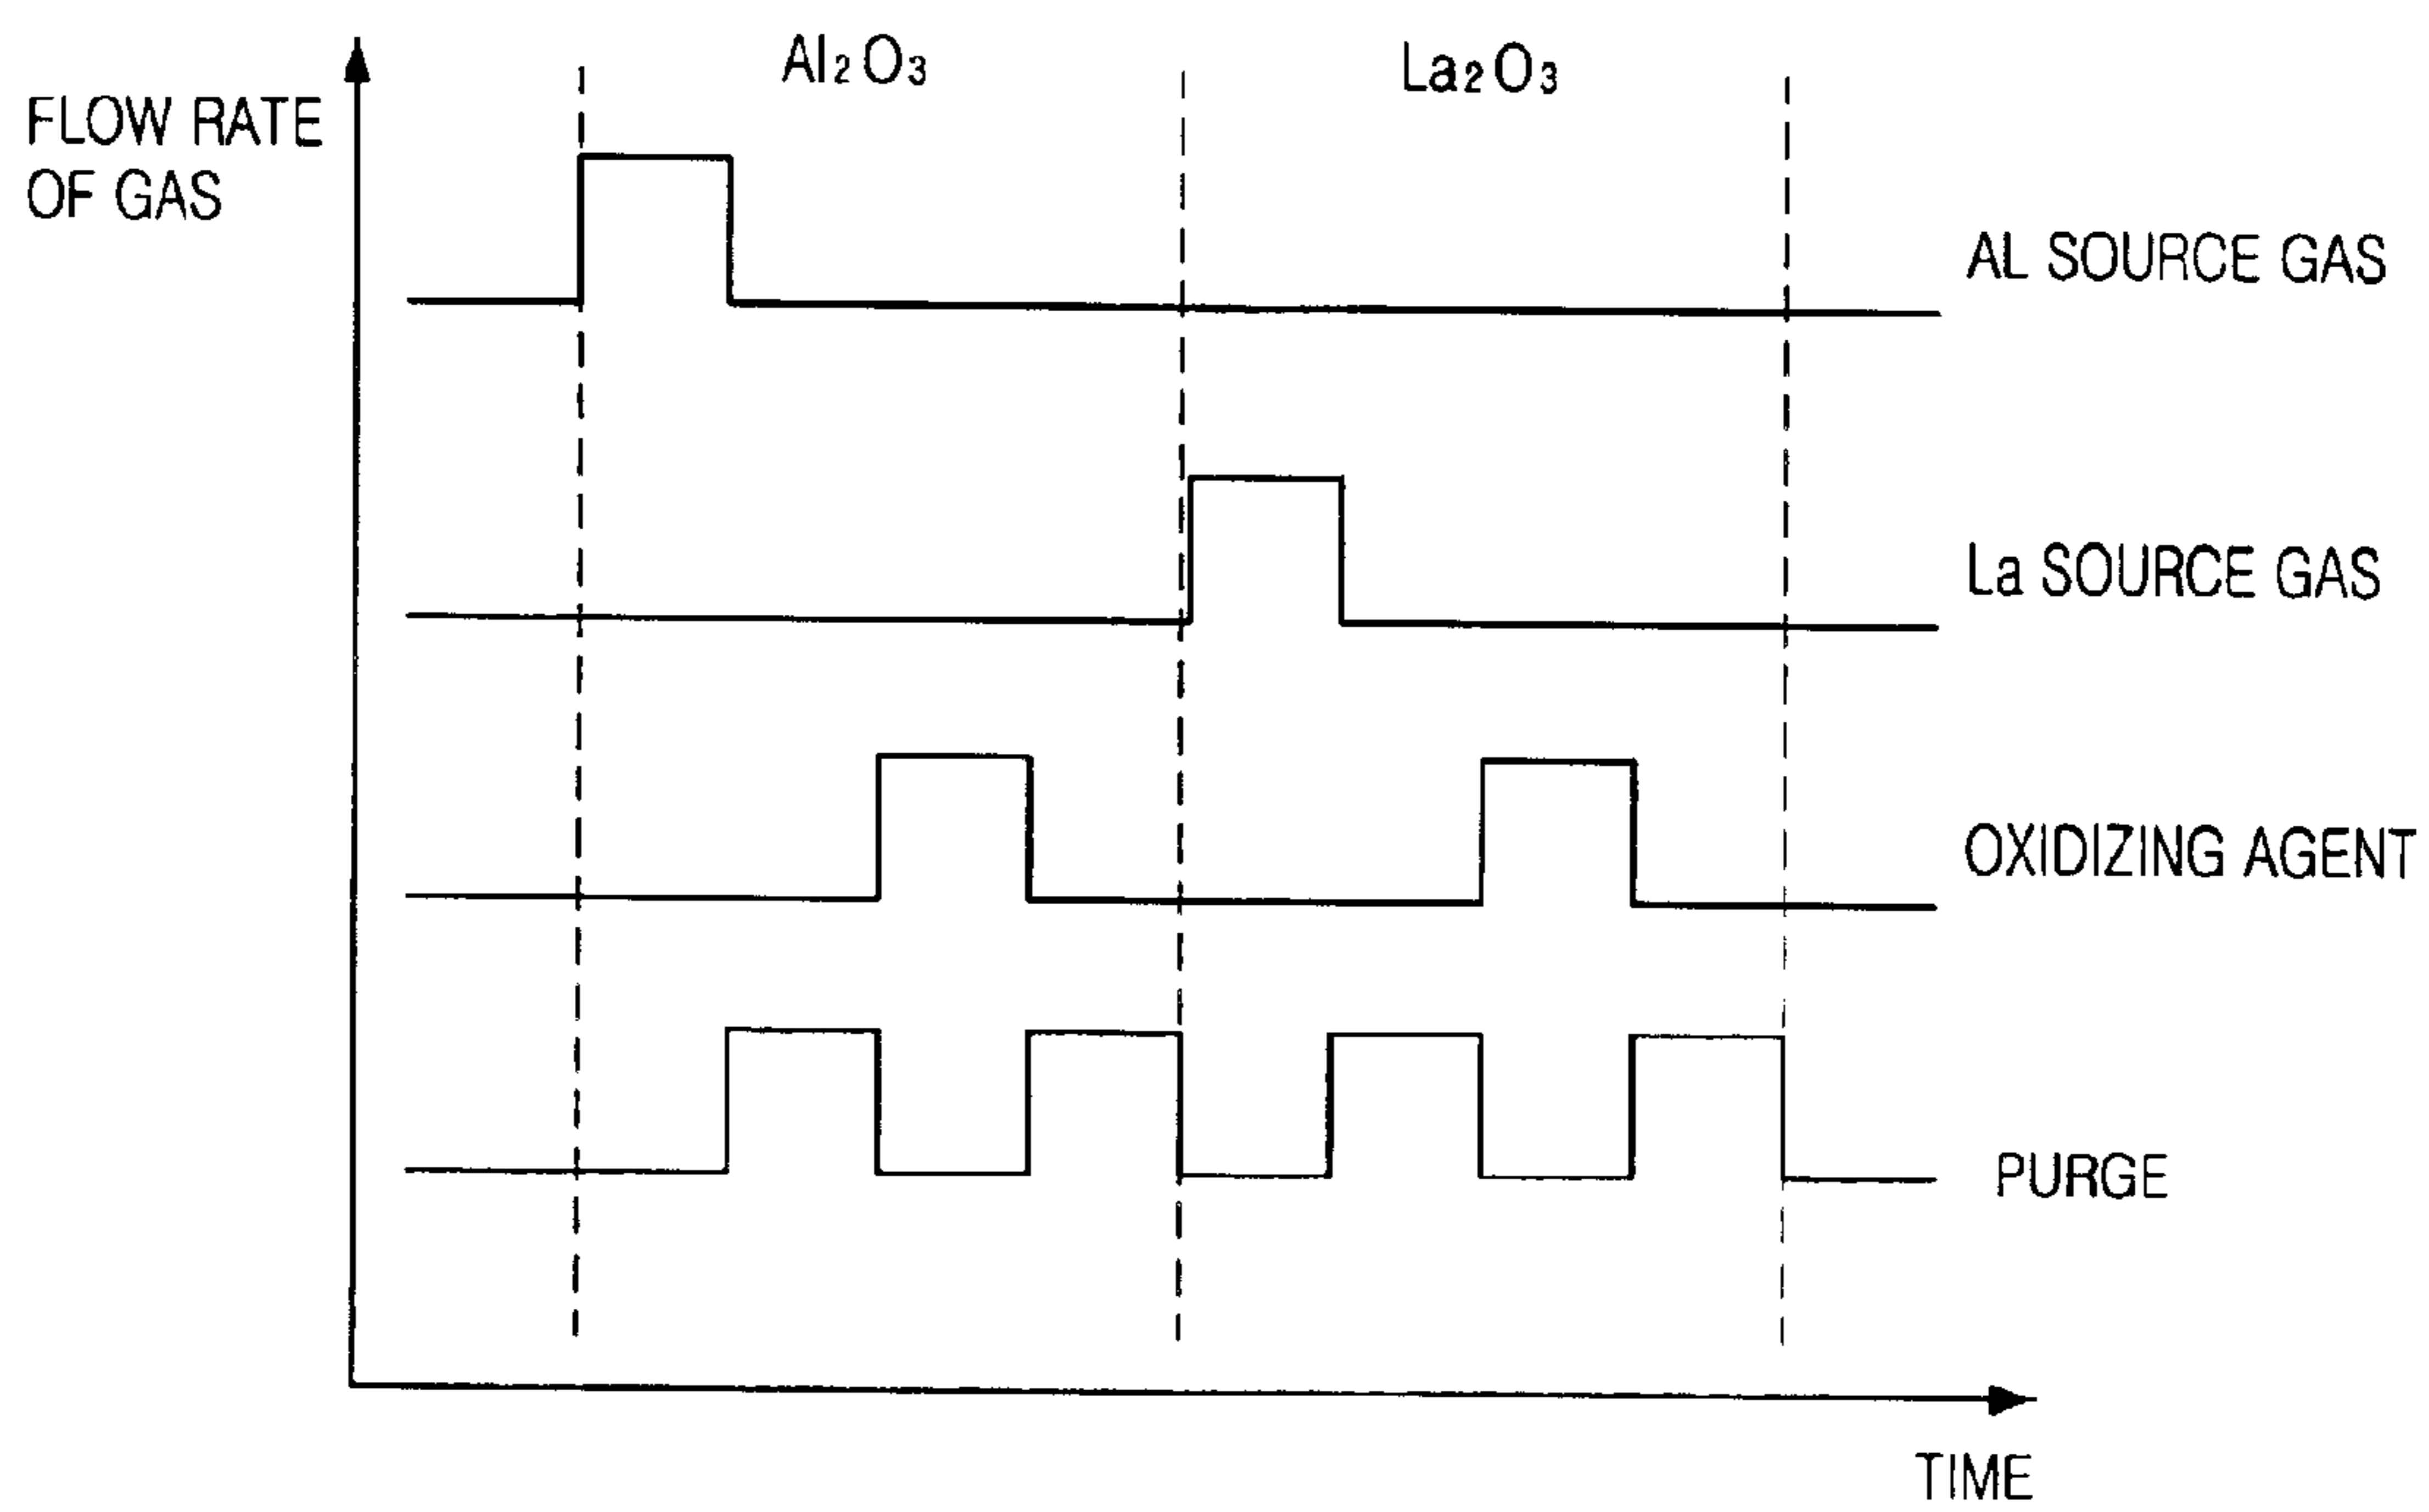 Al₂O₃
La₂O₃
FLOW RATE
OF GAS
AL SOURCE GAS
La SOURCE GAS
OXIDIZING AGENT
PURGE
TIME